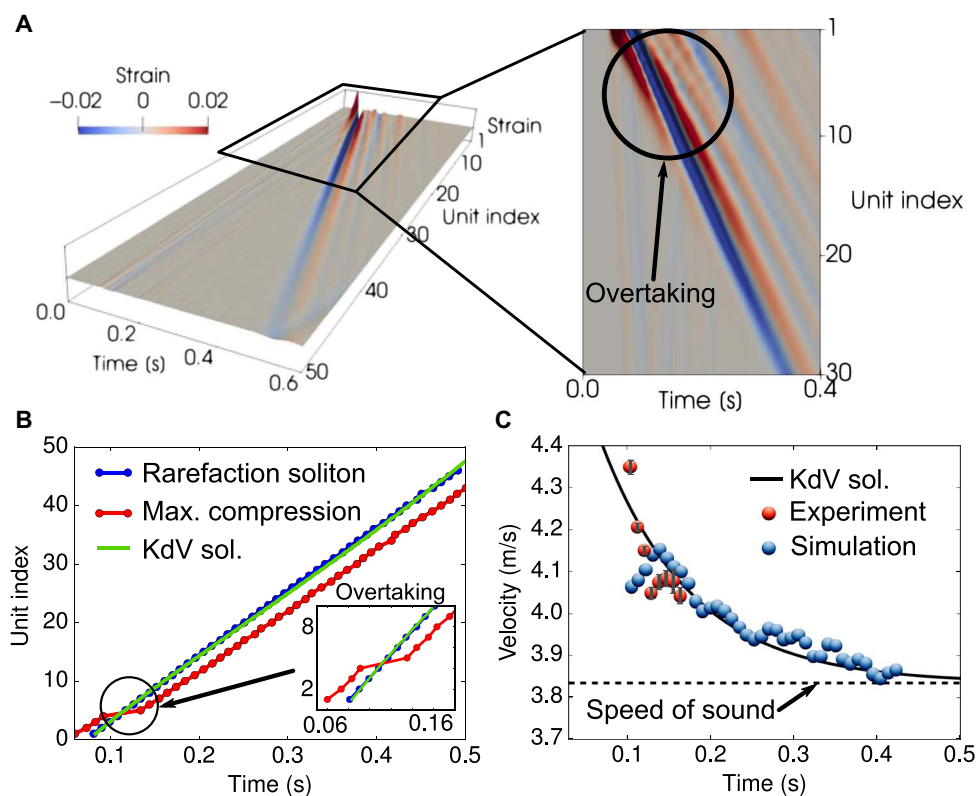 A
Strain
−0.02 0 0.02
Strain
1
10
20
Unit index
30
40
50
0.0
0.2
0.4
0.6
Time (s)
1
10
Unit index
20
Overtaking
30
0.0 0.4
Time (s)
B
50
40
30
20
10
0
Unit index
Rarefaction soliton
Max. compression
KdV sol.
Overtaking
8
2
0.06 0.16
0.1 0.2 0.3 0.4 0.5
Time (s)
C
4.4
4.3
4.2
4.1
4.0
3.9
3.8
3.7
Velocity (m/s)
KdV sol.
Experiment
Simulation
Speed of sound
0.1 0.2 0.3 0.4 0.5
Time (s)